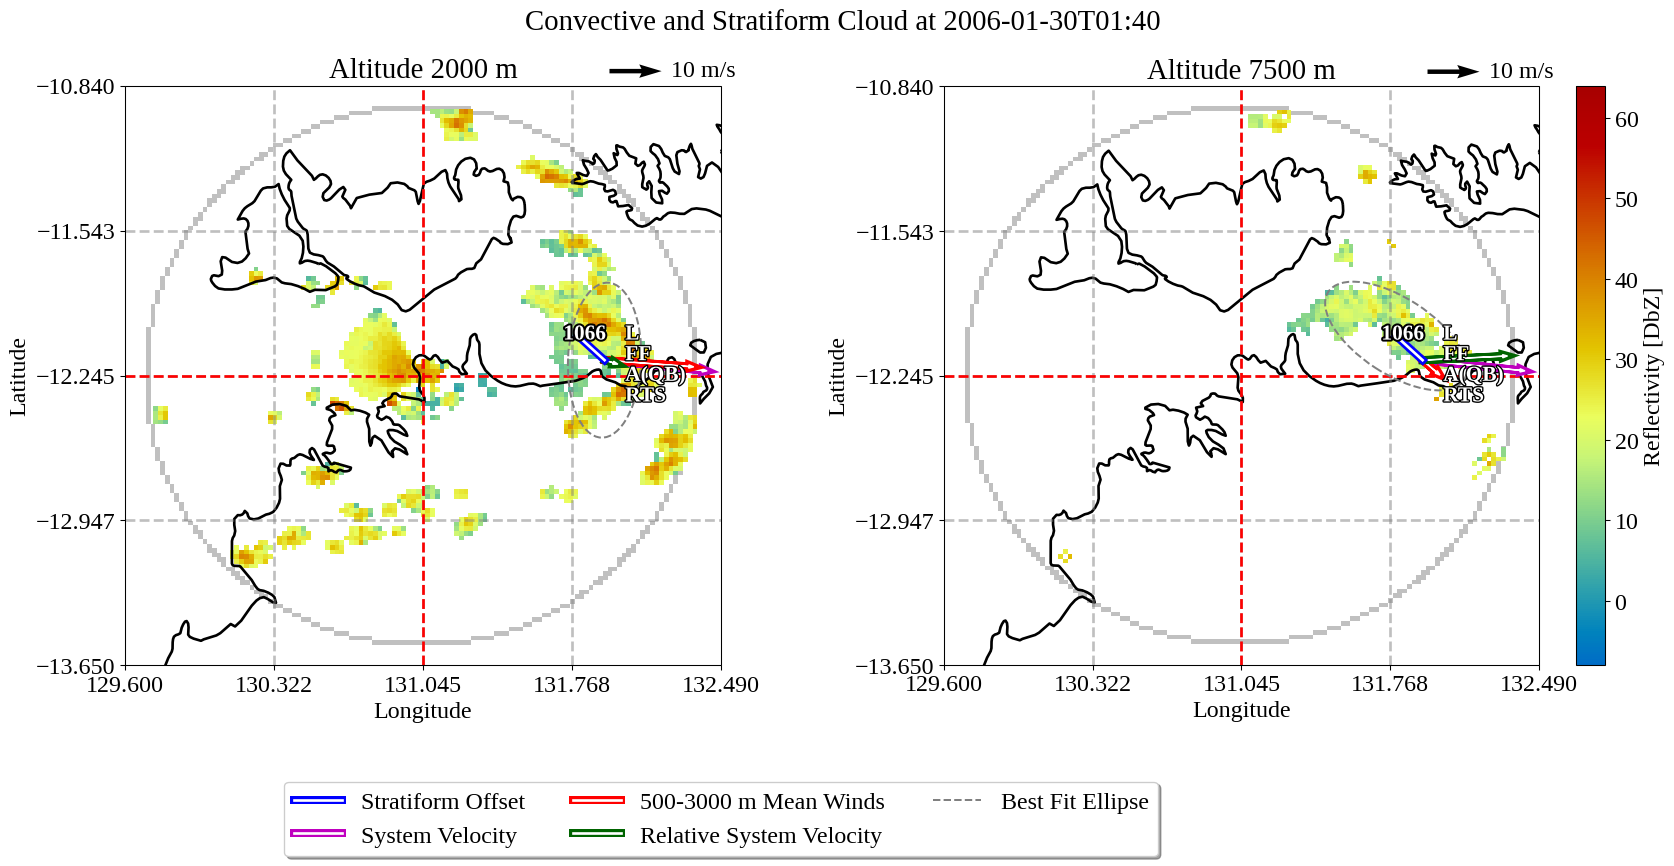 Convective and Stratiform Cloud at 2006-01-30T01:40
Altitude 2000 m
10 m/s
Altitude 7500 m
10 m/s
−10.840
−11.543
−12.245
−12.947
−13.650
Latitude
129.600
130.322
131.045
131.768
132.490
Longitude
1066
L
FF
A(QB)
RTS
−10.840
−11.543
−12.245
−12.947
−13.650
Latitude
129.600
130.322
131.045
131.768
132.490
Longitude
1066
L
FF
A(QB)
RTS
60
50
40
30
20
10
0
Reflectivity [DbZ]
Stratiform Offset
System Velocity
500-3000 m Mean Winds
Relative System Velocity
Best Fit Ellipse